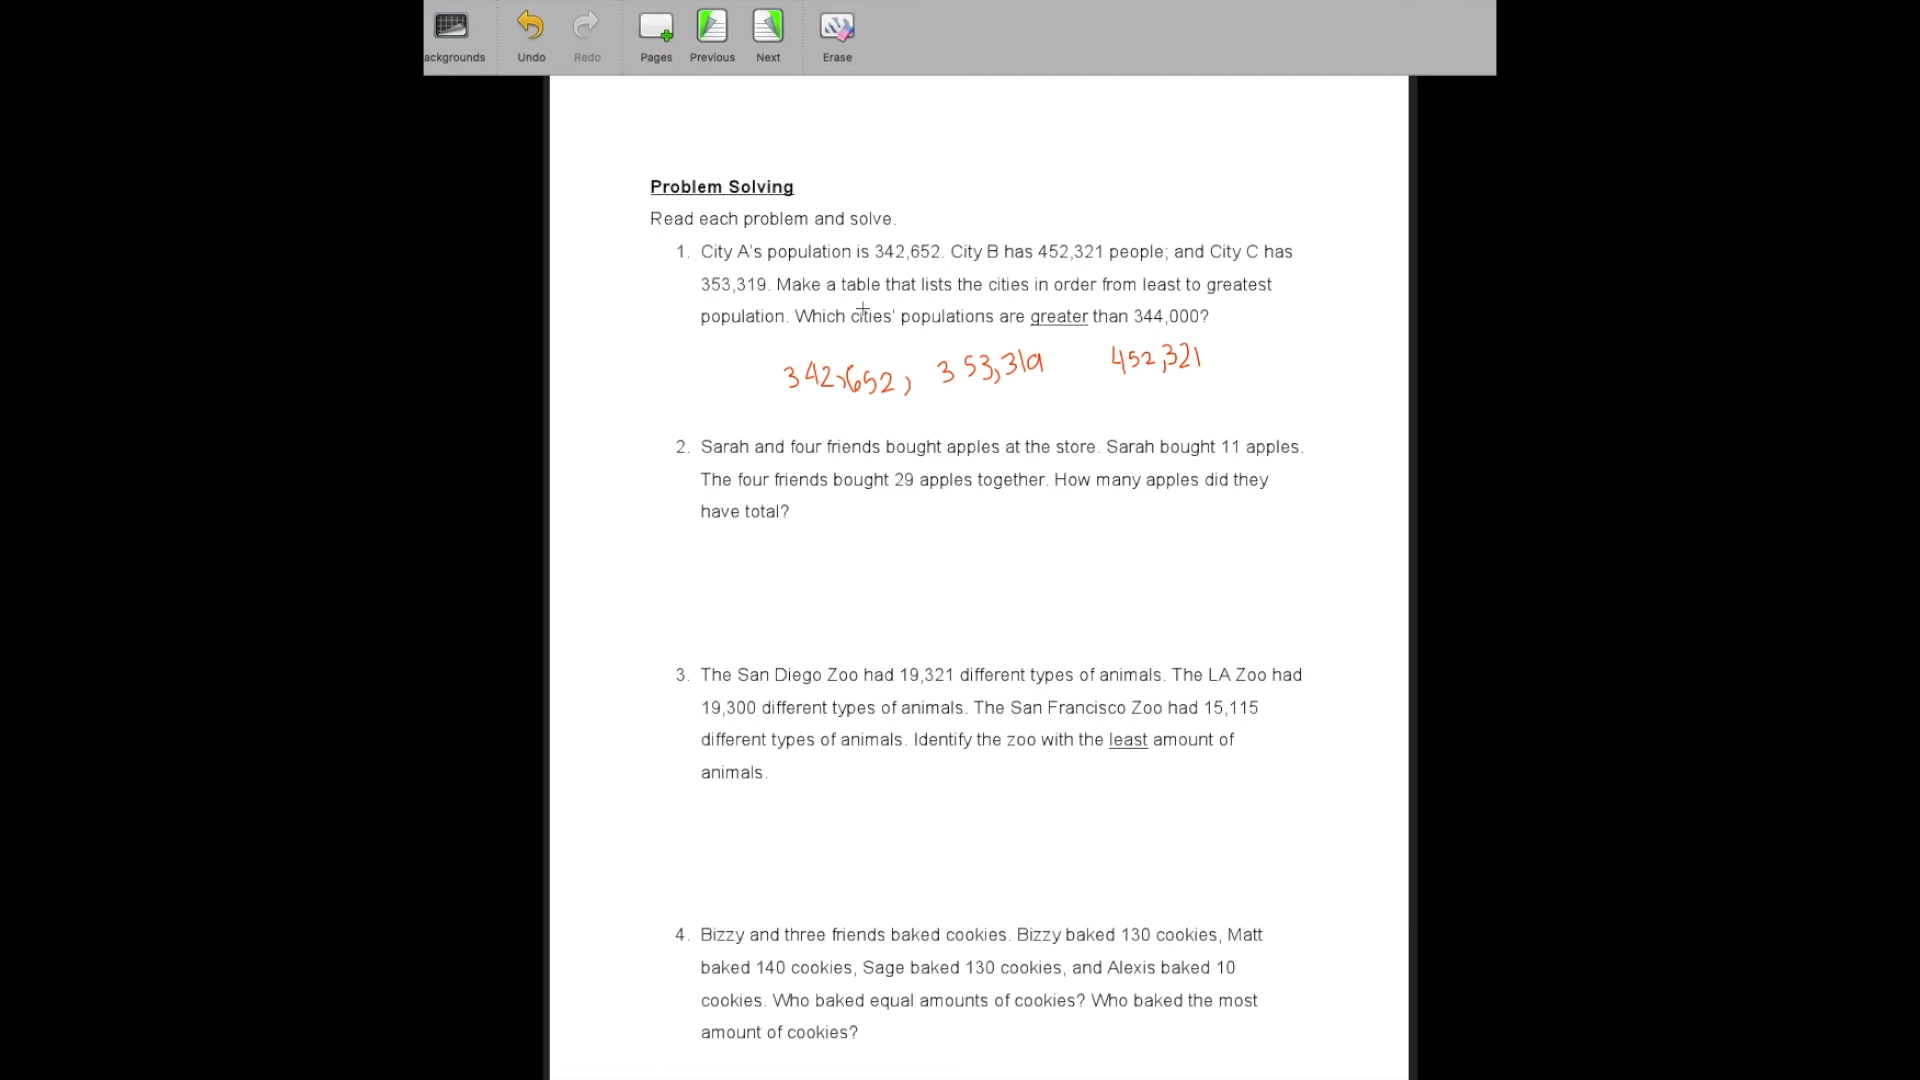 ackgrounds
Undo
Redo
Pages
Previous
Next
Erase
Problem Solving
Read each problem and solve.
1. City A's population is 342,652. City B has 452,321 people; and City C has
353,319. Make a table that lists the cities in order from least to greatest
population. Which cities' populations are greater than 344,000?
342,652, 353,319 452,321
2. Sarah and four friends bought apples at the store. Sarah bought 11 apples.
The four friends bought 29 apples together. How many apples did they
have total?
3. The San Diego Zoo had 19,321 different types of animals. The LA Zoo had
19,300 different types of animals. The San Francisco Zoo had 15,115
different types of animals. Identify the zoo with the least amount of
animals.
4. Bizzy and three friends baked cookies. Bizzy baked 130 cookies, Matt
baked 140 cookies, Sage baked 130 cookies, and Alexis baked 10
cookies. Who baked equal amounts of cookies? Who baked the most
amount of cookies?